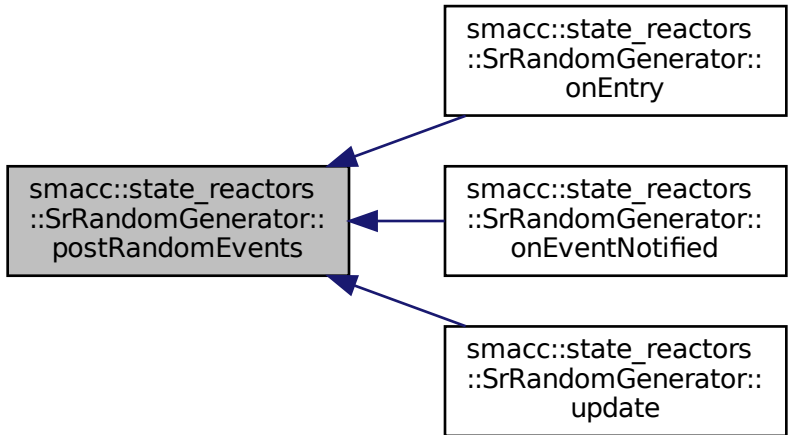 smacc::state_reactors
::SrRandomGenerator::
onEntry
smacc::state_reactors
::SrRandomGenerator::
postRandomEvents
smacc::state_reactors
::SrRandomGenerator::
onEventNotified
smacc::state_reactors
::SrRandomGenerator::
update